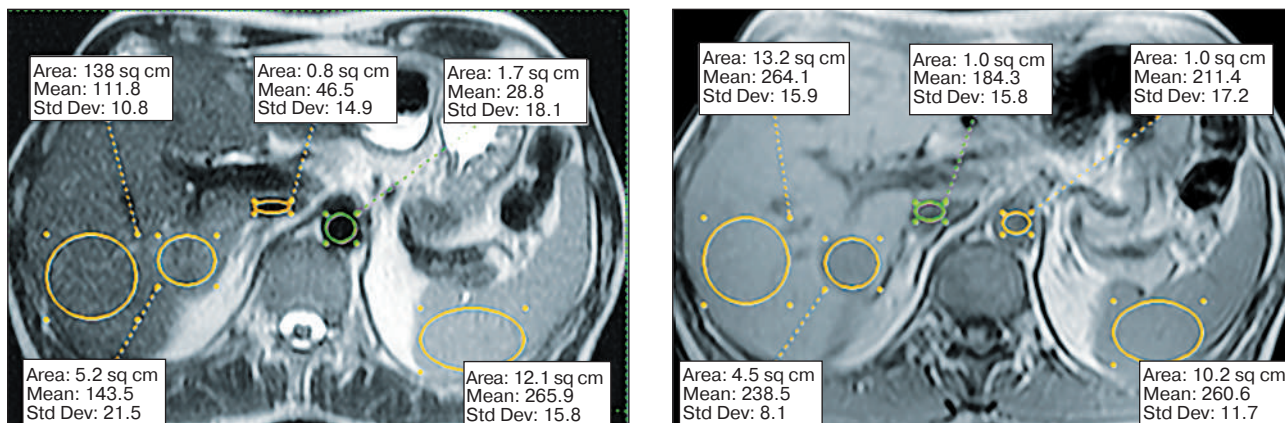 Area: 138 sq cm
Mean: 111.8
Std Dev: 10.8
Area: 0.8 sq cm
Mean: 46.5
Std Dev: 14.9
Area: 1.7 sq cm
Mean: 28.8
Std Dev: 18.1
Area: 5.2 sq cm
Mean: 143.5
Std Dev: 21.5
Area: 12.1 sq cm
Mean: 265.9
Std Dev: 15.8
Area: 13.2 sq cm
Mean: 264.1
Std Dev: 15.9
Area: 1.0 sq cm
Mean: 184.3
Std Dev: 15.8
Area: 1.0 sq cm
Mean: 211.4
Std Dev: 17.2
Area: 4.5 sq cm
Mean: 238.5
Std Dev: 8.1
Area: 10.2 sq cm
Mean: 260.6
Std Dev: 11.7